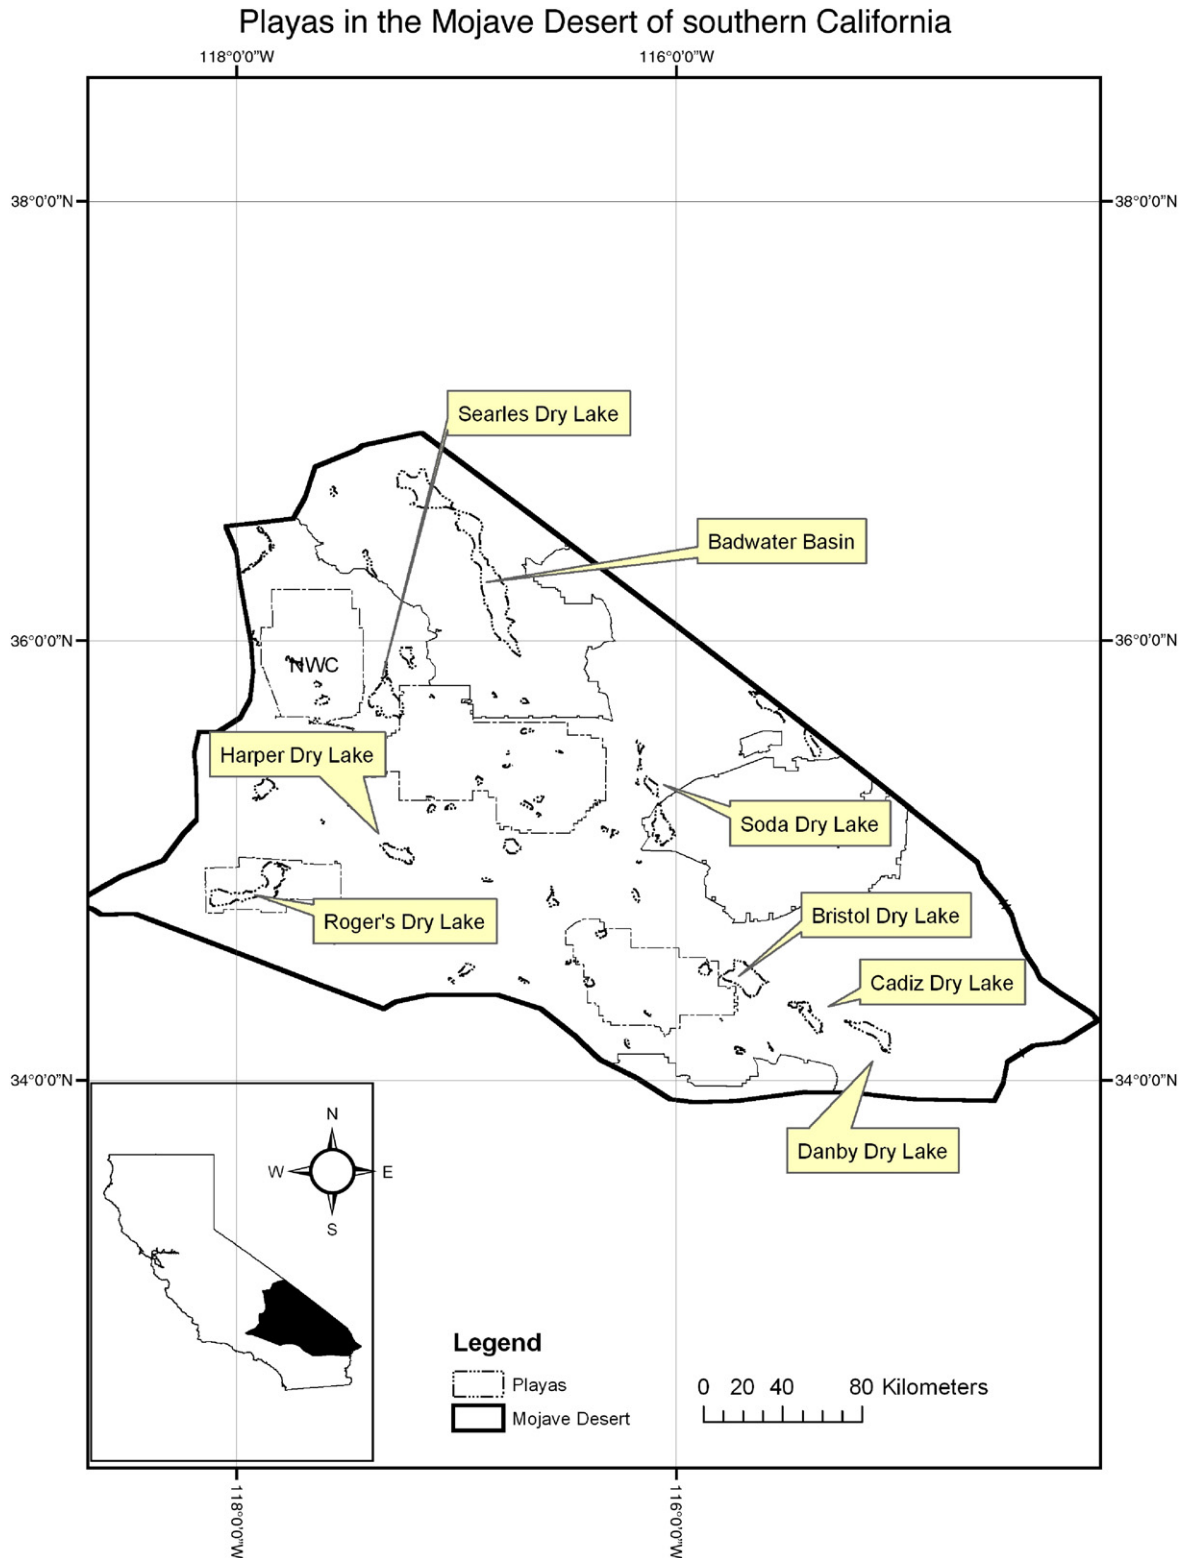 Playas in the Mojave Desert of southern California
118°0'0"W
116°0'0"W
38°0'0"N
38°0'0"N
Searles Dry Lake
Badwater Basin
36°0'0"N
36°0'0"N
NWC
Harper Dry Lake
Soda Dry Lake
Roger's Dry Lake
Bristol Dry Lake
Cadiz Dry Lake
34°0'0"N
34°0'0"N
Danby Dry Lake
N
W
E
S
Legend
Playas
Mojave Desert
0 20 40 80 Kilometers
118°0'0"W
116°0'0"W